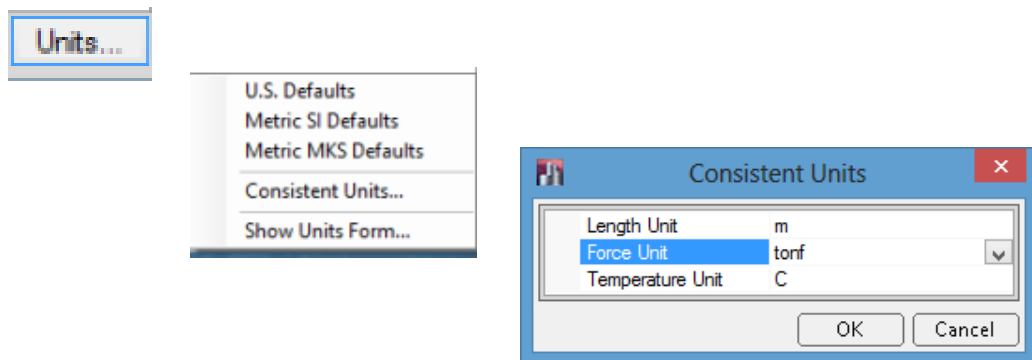 Units...
U.S. Defaults
Metric SI Defaults
Metric MKS Defaults
Consistent Units...
Show Units Form...
Consistent Units
Length Unit m
Force Unit tonf
Temperature Unit C
OK Cancel